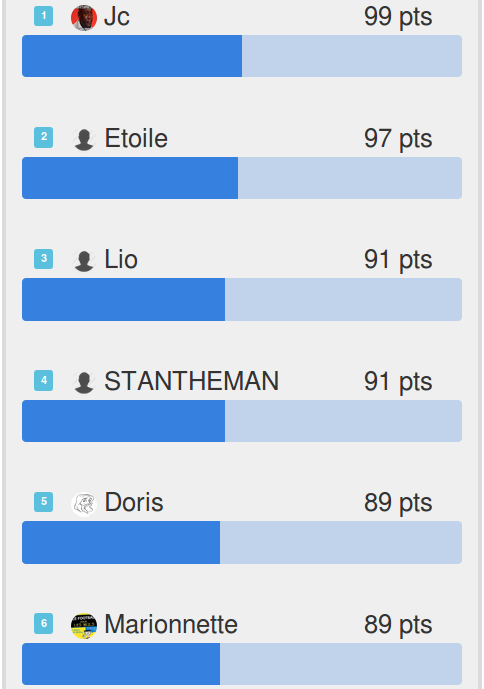 1 Jc 99 pts
2 Etoile 97 pts
3 Lio 91 pts
4 STANTHEMAN 91 pts
5 Doris 89 pts
6 Marionnette 89 pts